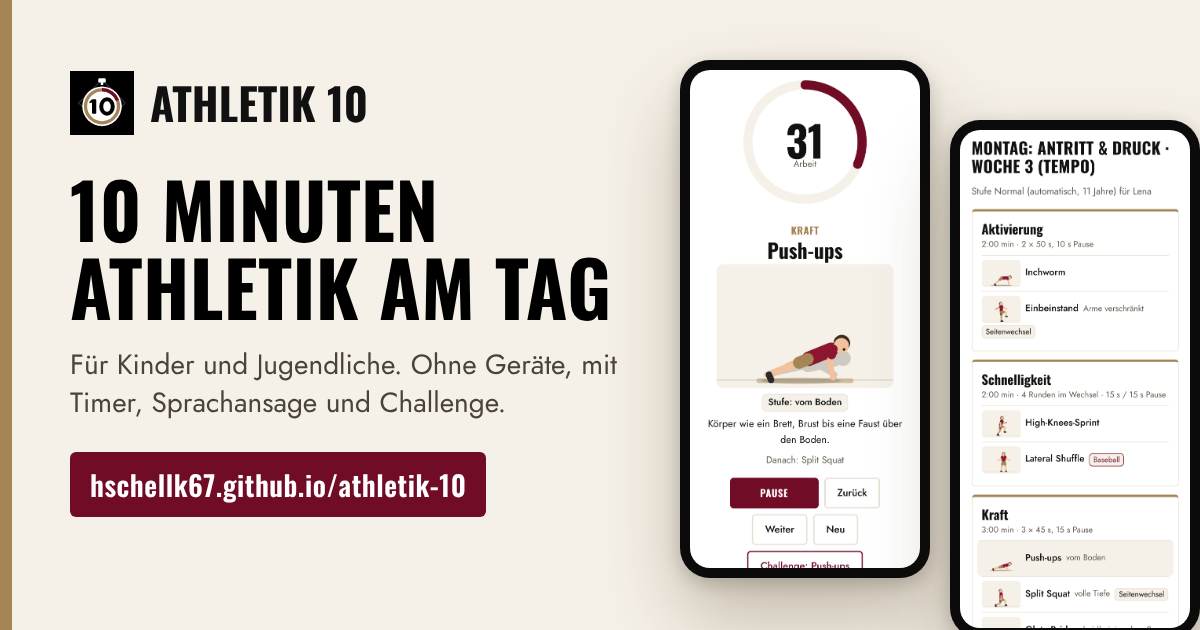 10
ATHLETIK 10
10 MINUTEN
ATHLETIK AM TAG
Für Kinder und Jugendliche. Ohne Geräte, mit
Timer, Sprachansage und Challenge.
hschellk67.github.io/athletik-10
31
Arbeit
KRAFT
Push-ups
Stufe: vom Boden
Körper wie ein Brett, Brust bis eine Faust über
den Boden.
Danach: Split Squat
PAUSE Zurück
Weiter Neu
Challenge: Push-ups
MONTAG: ANTRITT & DRUCK ·
WOCHE 3 (TEMPO)
Stufe Normal (automatisch, 11 Jahre) für Lena
Aktivierung
2:00 min · 2 × 50 s, 10 s Pause
Inchworm
Einbeinstand Arme verschränkt
Seitenwechsel
Schnelligkeit
2:00 min · 4 Runden im Wechsel · 15 s / 15 s Pause
High-Knees-Sprint
Lateral Shuffle Baseball
Kraft
3:00 min · 3 × 45 s, 15 s Pause
Push-ups vom Boden
Split Squat volle Tiefe Seitenwechsel